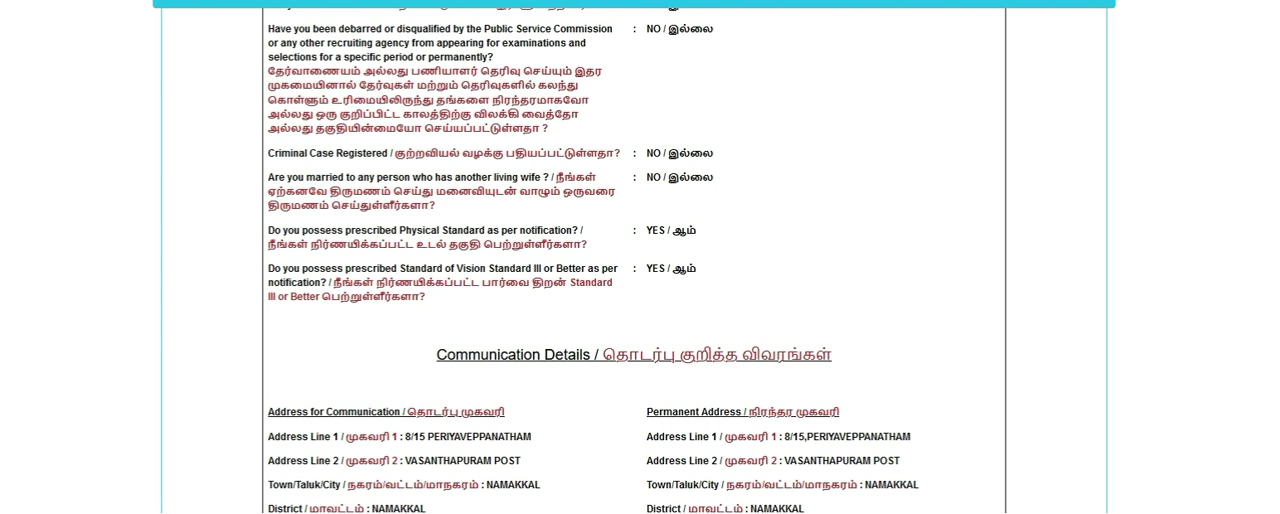 Have you been debarred or disqualified by the Public Service Commission : NO / இல்லை
or any other recruiting agency from appearing for examinations and
selections for a specific period or permanently?
தேர்வாணையம் அல்லது பணியாளர் தெரிவு செய்யும் இதர
முகமையினால் தேர்வுகள் மற்றும் தெரிவுகளில் கலந்து
கொள்ளும் உரிமையிலிருந்து தங்களை நிரந்தரமாகவோ
அல்லது ஒரு குறிப்பிட்ட காலத்திற்கு விலக்கி வைத்தோ
அல்லது தகுதியின்மையோ செய்யப்பட்டுள்ளதா ?
Criminal Case Registered / குற்றவியல் வழக்கு பதியப்பட்டுள்ளதா? : NO / இல்லை
Are you married to any person who has another living wife ? / நீங்கள் : NO / இல்லை
ஏற்கனவே திருமணம் செய்து மனைவியுடன் வாழும் ஒருவரை
திருமணம் செய்துள்ளீர்களா?
Do you possess prescribed Physical Standard as per notification? / : YES / ஆம்
நீங்கள் நிர்ணயிக்கப்பட்ட உடல் தகுதி பெற்றுள்ளீர்களா?
Do you possess prescribed Standard of Vision Standard III or Better as per : YES / ஆம்
notification? / நீங்கள் நிர்ணயிக்கப்பட்ட பார்வை திறன் Standard
III or Better பெற்றுள்ளீர்களா?
Communication Details / தொடர்பு குறித்த விவரங்கள்
Address for Communication / தொடர்பு முகவரி Permanent Address / நிரந்தர முகவரி
Address Line 1 / முகவரி 1 : 8/15 PERIYAVEPPANATHAM Address Line 1 / முகவரி 1 : 8/15,PERIYAVEPPANATHAM
Address Line 2 / முகவரி 2 : VASANTHAPURAM POST Address Line 2 / முகவரி 2 : VASANTHAPURAM POST
Town/Taluk/City / நகரம்/வட்டம்/மாநகரம் : NAMAKKAL Town/Taluk/City / நகரம்/வட்டம்/மாநகரம் : NAMAKKAL
District / மாவட்டம் : NAMAKKAL District / மாவட்டம் : NAMAKKAL